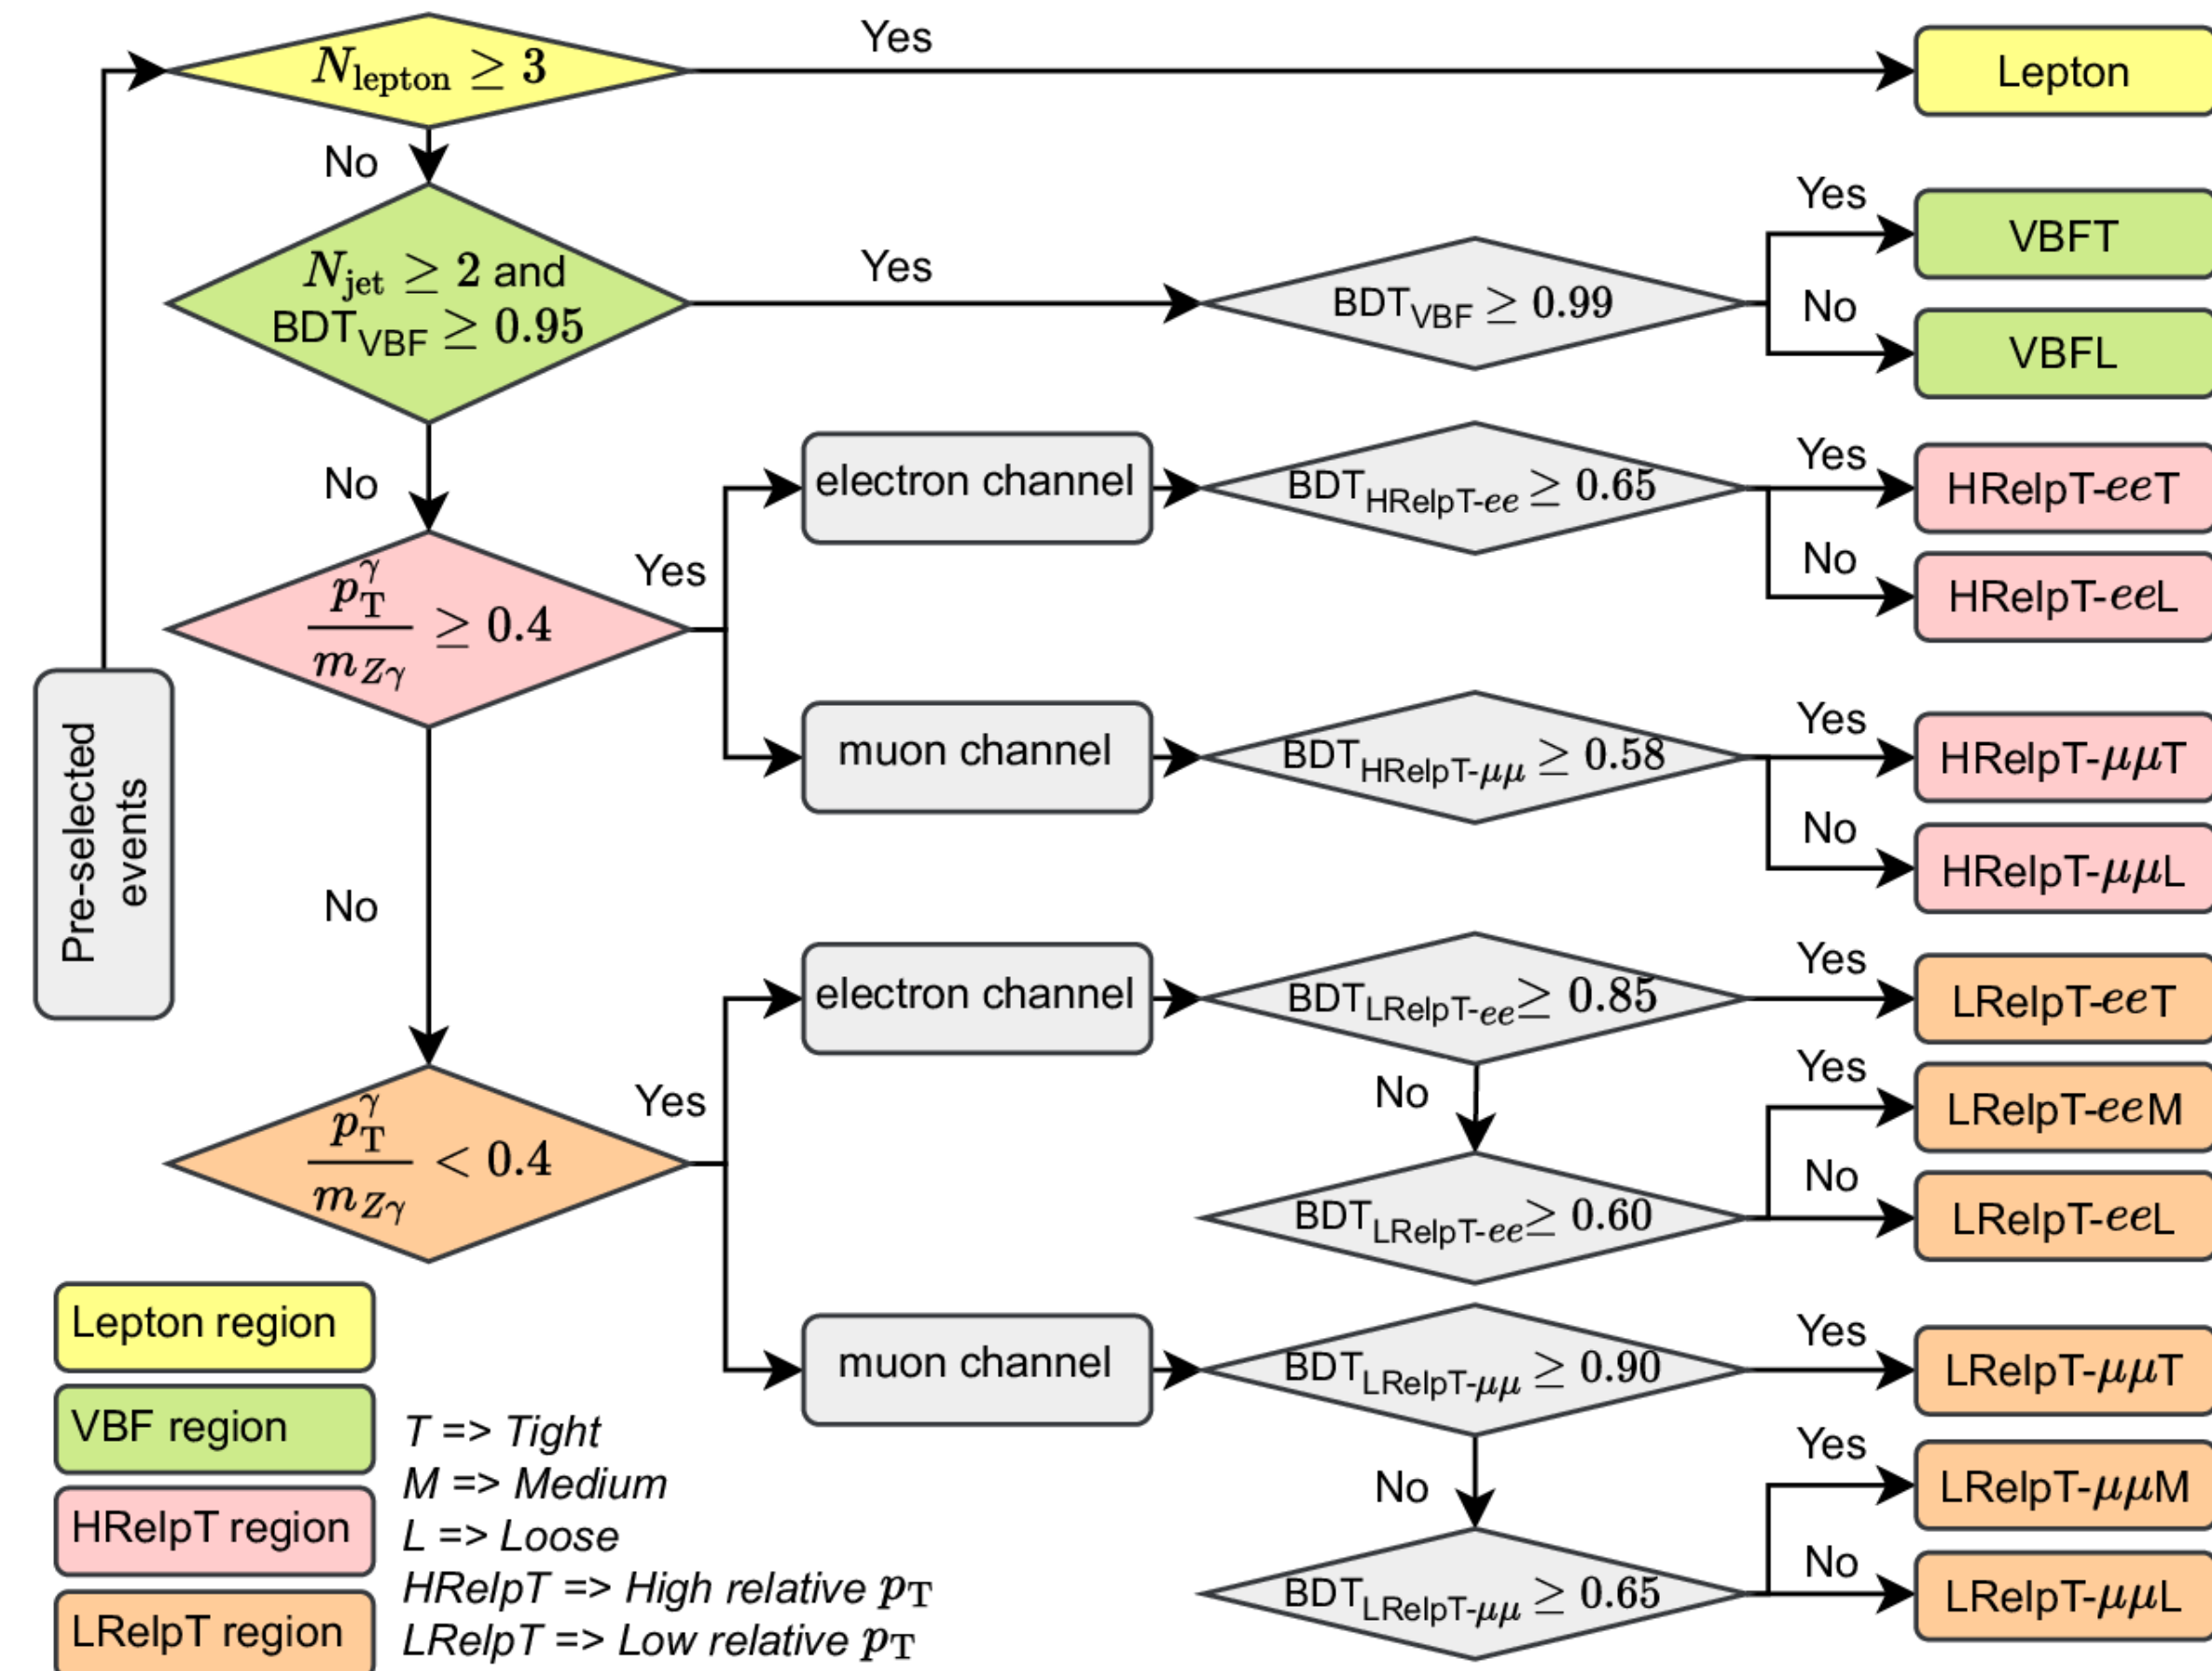 N_lepton ≥ 3
Yes
Lepton
No
N_jet ≥ 2 and
BDT_VBF ≥ 0.95
Yes
BDT_VBF ≥ 0.99
Yes
VBFT
No
VBFL
No
p_T^γ / m_Zγ ≥ 0.4
Yes
electron channel
BDT_HRelpT-ee ≥ 0.65
Yes
HRelpT-eeT
No
HRelpT-eeL
muon channel
BDT_HRelpT-μμ ≥ 0.58
Yes
HRelpT-μμT
No
HRelpT-μμL
Pre-selected
events
No
p_T^γ / m_Zγ < 0.4
Yes
electron channel
BDT_LRelpT-ee ≥ 0.85
Yes
LRelpT-eeT
No
BDT_LRelpT-ee ≥ 0.60
Yes
LRelpT-eeM
No
LRelpT-eeL
muon channel
BDT_LRelpT-μμ ≥ 0.90
Yes
LRelpT-μμT
No
BDT_LRelpT-μμ ≥ 0.65
Yes
LRelpT-μμM
No
LRelpT-μμL
Lepton region
VBF region
HRelpT region
LRelpT region
T => Tight
M => Medium
L => Loose
HRelpT => High relative p_T
LRelpT => Low relative p_T